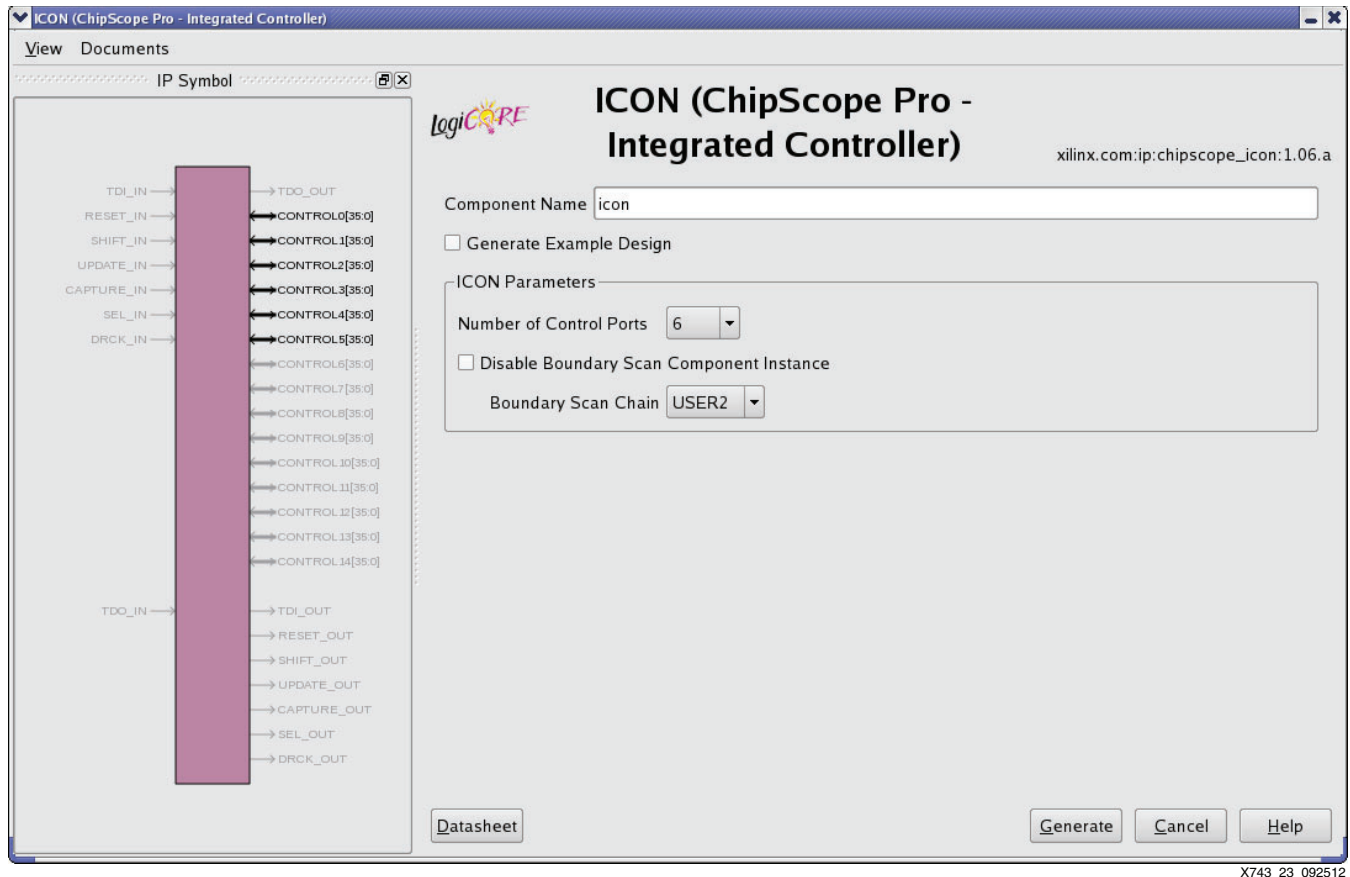 ICON (ChipScope Pro - Integrated Controller)
View Documents
IP Symbol
TDI_IN
RESET_IN
SHIFT_IN
UPDATE_IN
CAPTURE_IN
SEL_IN
DRCK_IN
TDO_IN
TDO_OUT
CONTROL0[35:0]
CONTROL1[35:0]
CONTROL2[35:0]
CONTROL3[35:0]
CONTROL4[35:0]
CONTROL5[35:0]
CONTROL6[35:0]
CONTROL7[35:0]
CONTROL8[35:0]
CONTROL9[35:0]
CONTROL10[35:0]
CONTROL11[35:0]
CONTROL12[35:0]
CONTROL13[35:0]
CONTROL14[35:0]
TDI_OUT
RESET_OUT
SHIFT_OUT
UPDATE_OUT
CAPTURE_OUT
SEL_OUT
DRCK_OUT
LogiCORE
ICON (ChipScope Pro -
Integrated Controller)
xilinx.com:ip:chipscope_icon:1.06.a
Component Name icon
Generate Example Design
ICON Parameters
Number of Control Ports 6
Disable Boundary Scan Component Instance
Boundary Scan Chain USER2
Datasheet
Generate Cancel Help
X743_23_092512